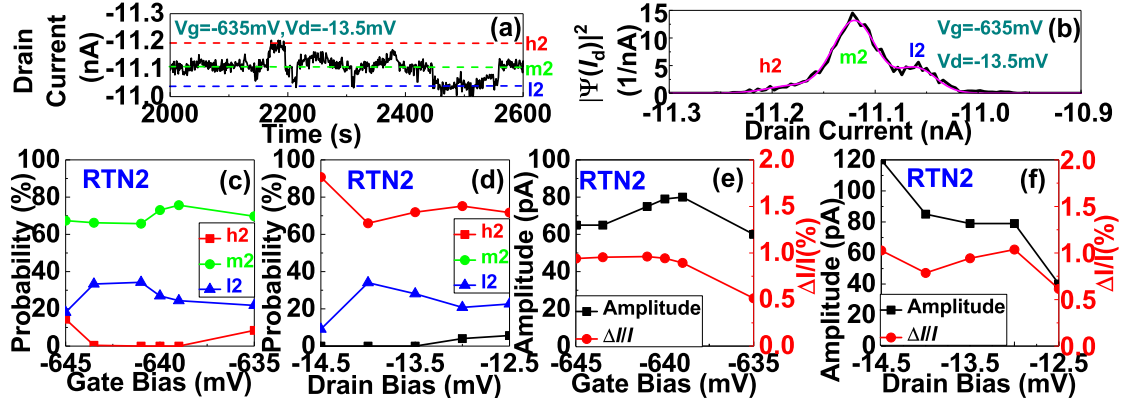 Drain
Current
(nA)
-11.3
-11.2
-11.1
-11.0
Vg=-635mV,Vd=-13.5mV
(a)
h2
m2
l2
2000
2200
2400
2600
Time (s)
|Ψ(I_d)|²
(1/nA)
15
10
5
0
Vg=-635mV
(b)
h2
m2
l2
Vd=-13.5mV
-11.3
-11.2
-11.1
-11.0
-10.9
Drain Current (nA)
Probability (%)
100
80
60
40
20
0
RTN2
(c)
h2
m2
l2
-645
-640
-635
Gate Bias (mV)
Probability (%)
100
80
60
40
20
0
RTN2
(d)
h2
m2
l2
-14.5
-13.5
-12.5
Drain Bias (mV)
Amplitude (pA)
100
80
60
40
20
0
RTN2
(e)
Amplitude
ΔI/I
2.0
1.5
1.0
0.5
0.0
ΔI/I(%)
-645
-640
-635
Gate Bias (mV)
Amplitude (pA)
120
100
80
60
40
20
0
RTN2
(f)
Amplitude
ΔI/I
2.0
1.5
1.0
0.5
0.0
ΔI/I(%)
-14.5
-13.5
-12.5
Drain Bias (mV)